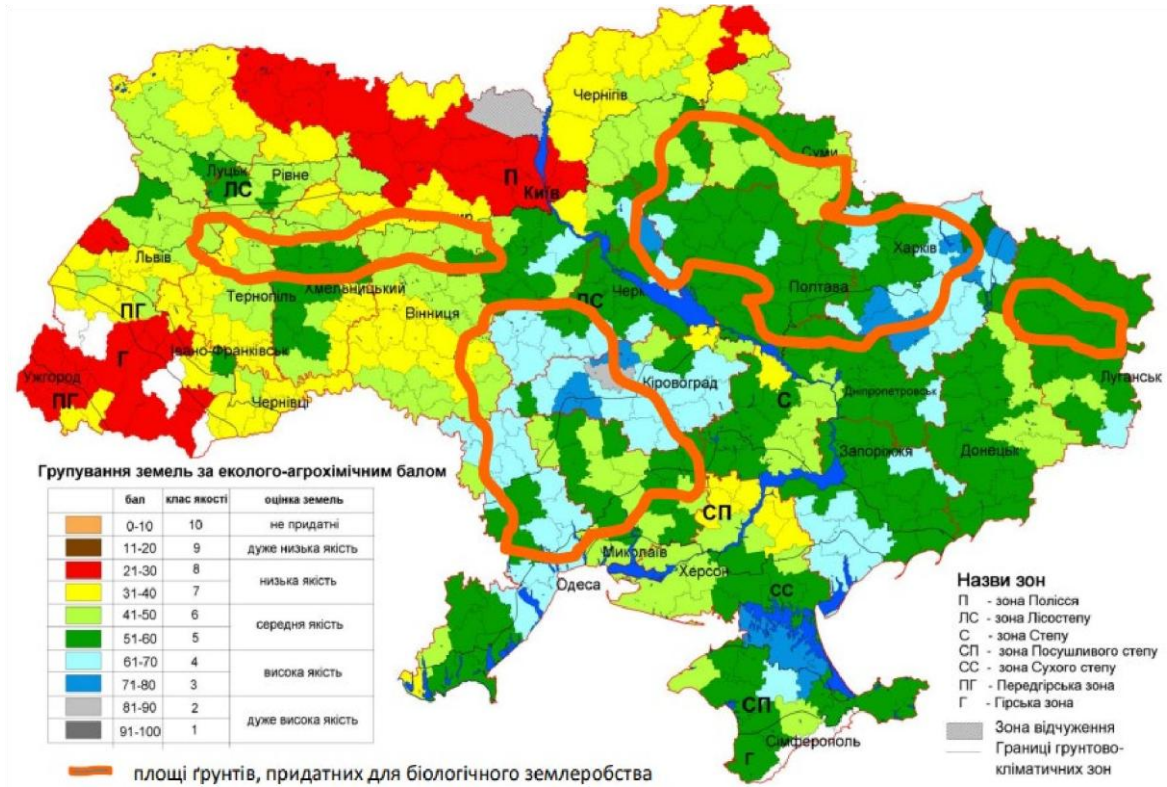 Чернігів
Суми
Луцьк
Рівне
ЛС
П
Київ
Львів
Тернопіль
Хмельницький
Вінниця
ЛС
Черк
Полтава
Харків
ПГ
Г
Івано-Франківськ
Ужгород
ПГ
Чернівці
Кіровоград
С
Дніпропетровськ
Луганськ
Запоріжжя
Донецьк
СП
Миколаїв
Херсон
Одеса
СС
СП
Сімферополь
Г
Групування земель за еколого-агрохімічним балом
бал клас якості оцінка земель
0-10 10 не придатні
11-20 9 дуже низька якість
21-30 8 низька якість
31-40 7
41-50 6 середня якість
51-60 5
61-70 4 висока якість
71-80 3
81-90 2 дуже висока якість
91-100 1
площі ґрунтів, придатних для біологічного землеробства
Назви зон
П - зона Полісся
ЛС - зона Лісостепу
С - зона Степу
СП - зона Посушливого степу
СС - зона Сухого степу
ПГ - Передгірська зона
Г - Гірська зона
Зона відчуження
Границі грунтово-
кліматичних зон